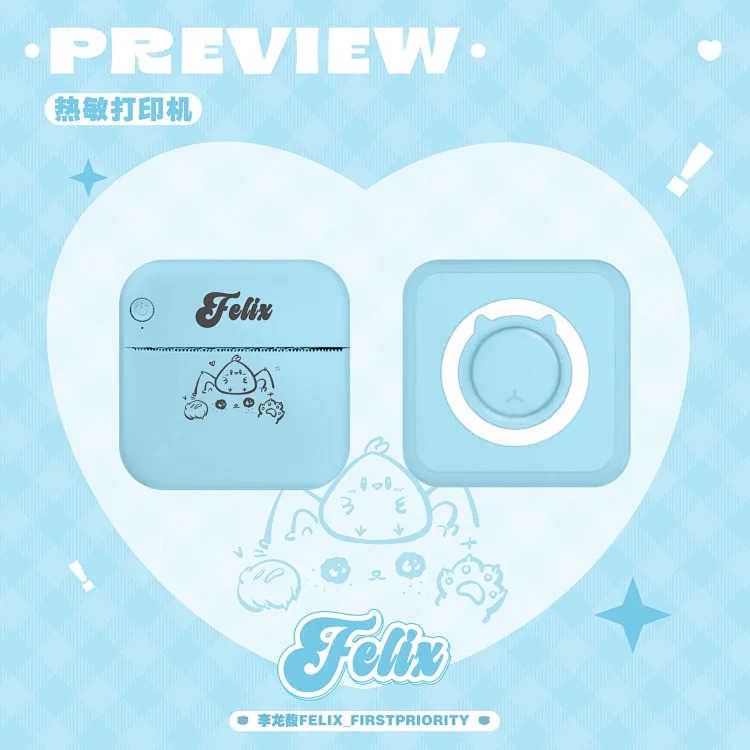 PREVIEW
热敏打印机
Felix
Felix
李龙馥FELIX_FIRSTPRIORITY